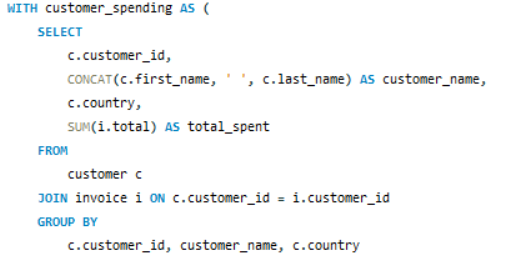 WITH customer_spending AS (
SELECT
c.customer_id,
CONCAT(c.first_name, ' ', c.last_name) AS customer_name,
c.country,
SUM(i.total) AS total_spent
FROM
customer c
JOIN invoice i ON c.customer_id = i.customer_id
GROUP BY
c.customer_id, customer_name, c.country